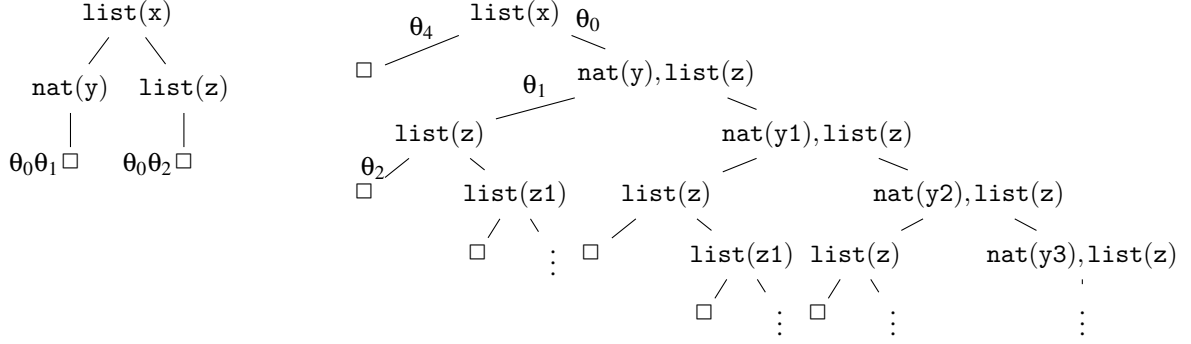 list(x)
nat(y) list(z)
θ0θ1 □ θ0θ2 □
θ4 list(x) θ0
□ θ1 nat(y),list(z)
list(z) nat(y1),list(z)
θ2
□ list(z1) list(z) nat(y2),list(z)
□ ⋮ □ list(z1) list(z) nat(y3),list(z)
□ ⋮ □ ⋮ ⋮